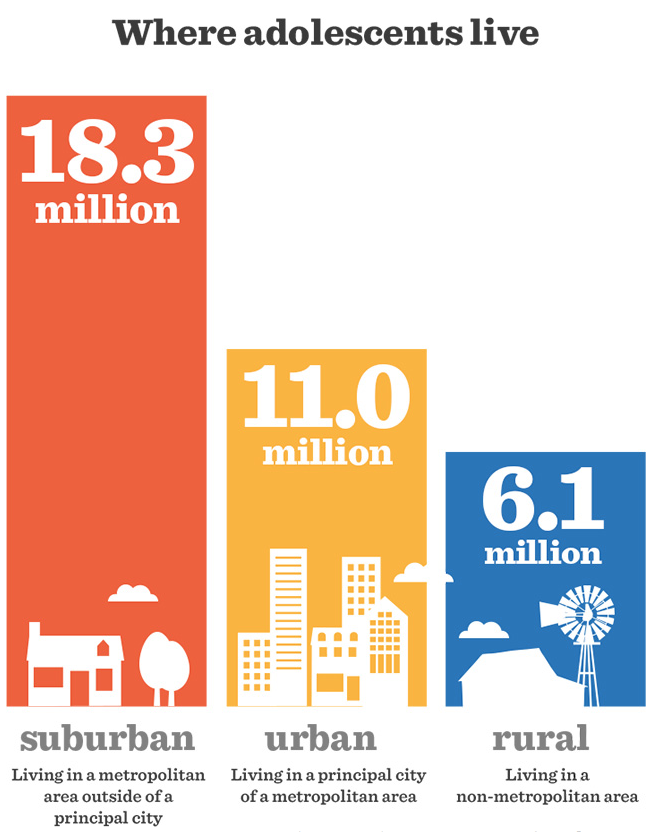 Where adolescents live
18.3
million
11.0
million
6.1
million
suburban
Living in a metropolitan
area outside of a
principal city
urban
Living in a principal city
of a metropolitan area
rural
Living in a
non-metropolitan area